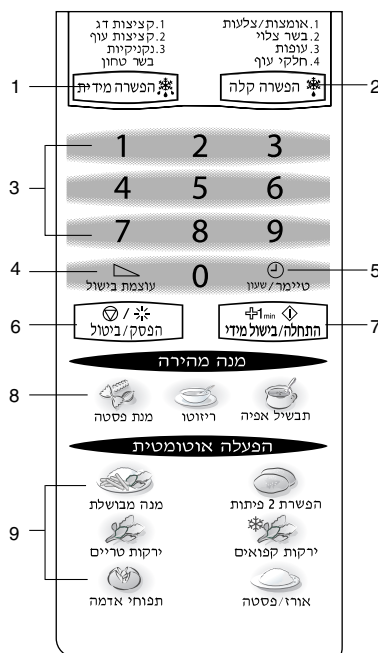 1.אומצות/צלעות
2.בשר צלוי
3.עופות
4.חלקי עוף
1.קציצות דג
2.קציצות עוף
3.נקניקיות
בשר טחון
2 הפשרה קלה
הפשרה מידית 1
1 2 3
3
4 5 6
7 8 9
4 עוצמת בישול
0
טיימר/שעון 5
6 הפסק/ביטול
/
+1min
התחלה/בישול מידי 7
מנה מהירה
8
תבשיל אפיה ריזוטו מנת פסטה
הפעלה אוטומטית
9
הפשרת 2 פיתות מנה מבושלת
ירקות קפואים ירקות טריים
אורז/פסטה תפוחי אדמה